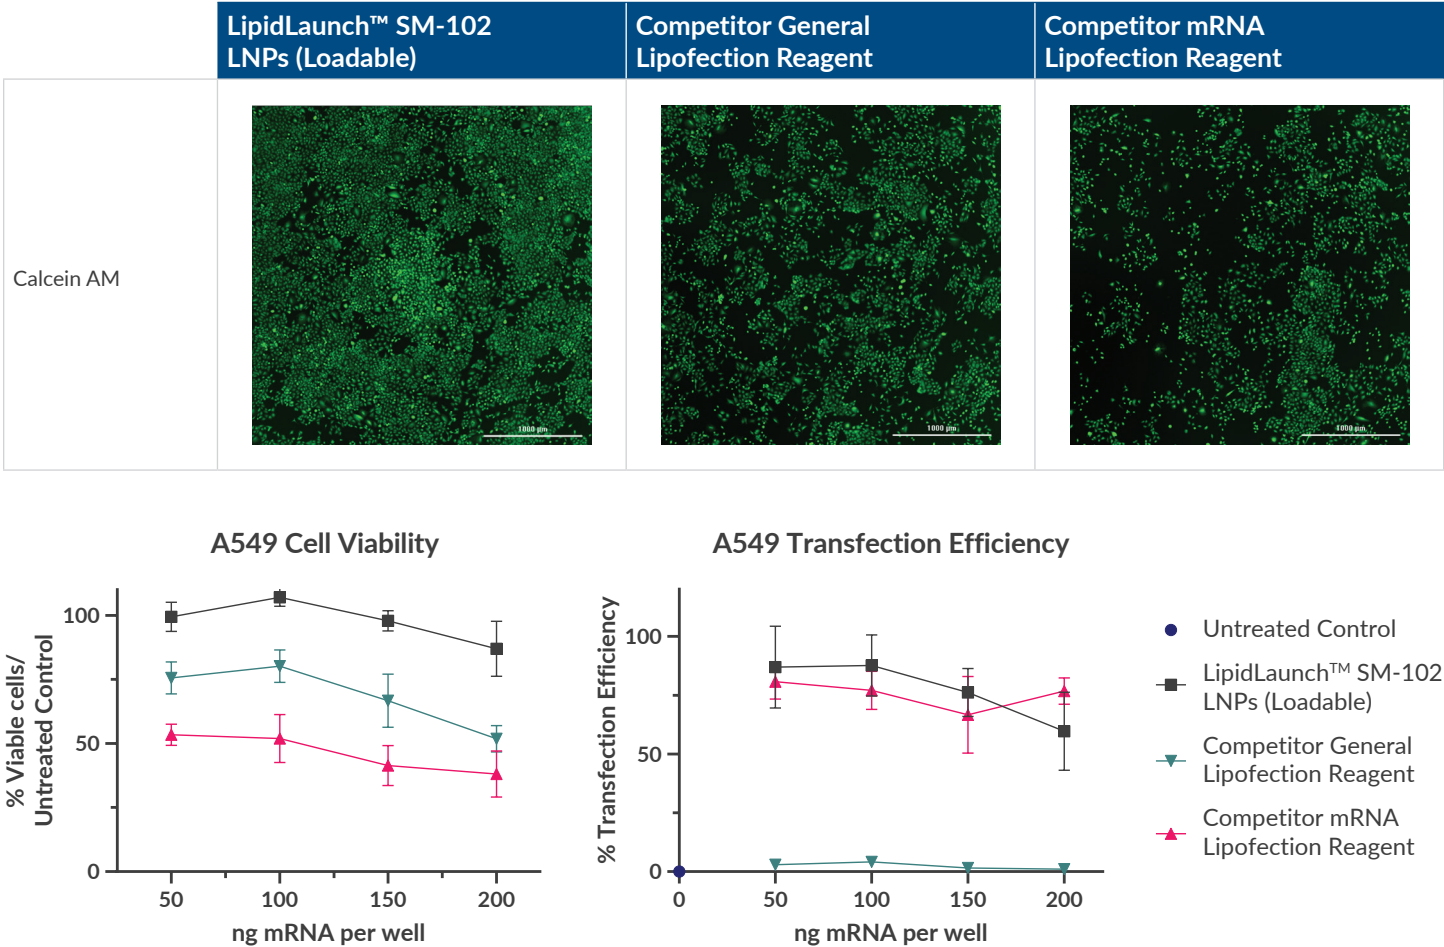 LipidLaunch™ SM-102
LNPs (Loadable)
Competitor General
Lipofection Reagent
Competitor mRNA
Lipofection Reagent
Calcein AM
1000 µm
1000 µm
1000 µm
A549 Cell Viability
% Viable cells/
Untreated Control
100
50
0
50
100
150
200
ng mRNA per well
A549 Transfection Efficiency
% Transfection Efficiency
100
50
0
0
50
100
150
200
ng mRNA per well
Untreated Control
LipidLaunch™ SM-102
LNPs (Loadable)
Competitor General
Lipofection Reagent
Competitor mRNA
Lipofection Reagent